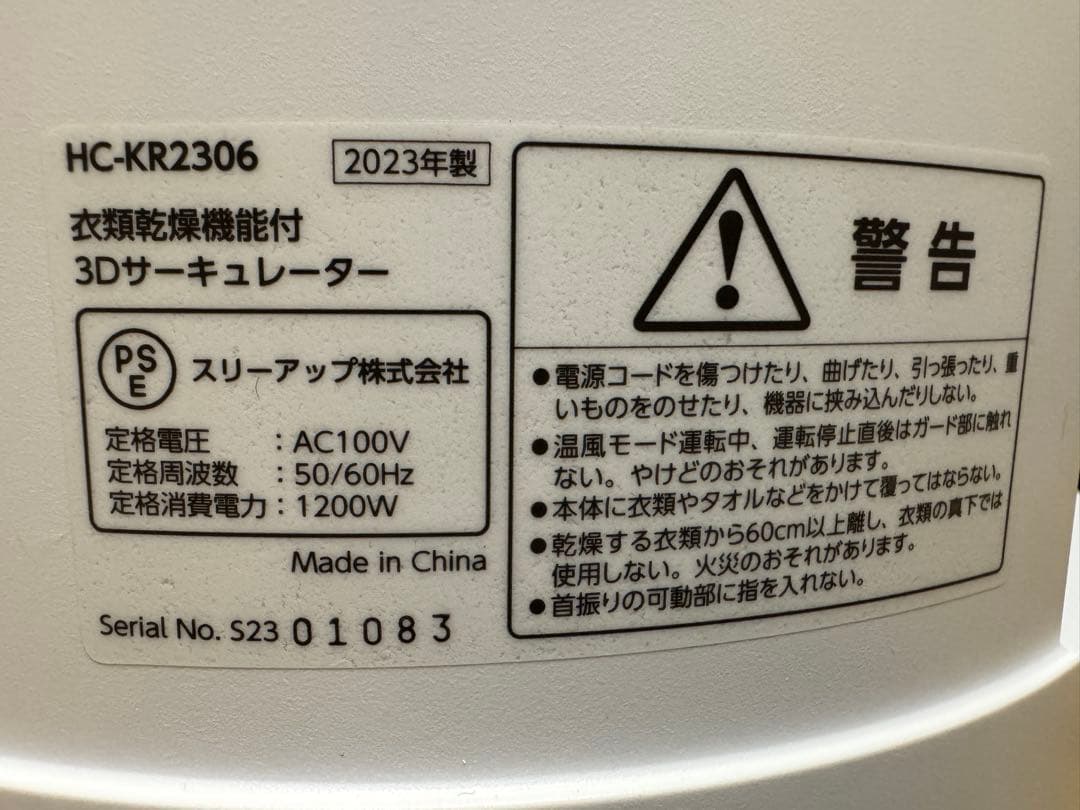 HC-KR2306
2023年製
衣類乾燥機能付
3Dサーキュレーター
PSE
スリーアップ株式会社
定格電圧 : AC100V
定格周波数 : 50/60Hz
定格消費電力 : 1200W
Made in China
Serial No. S23 01083
警告
●電源コードを傷つけたり、曲げたり、引っ張ったり、重
いものをのせたり、機器に挟み込んだりしない。
●温風モード運転中、運転停止直後はガード部に触れ
ない。やけどのおそれがあります。
●本体に衣類やタオルなどをかけて覆ってはならない。
●乾燥する衣類から60cm以上離し、衣類の真下では
使用しない。火災のおそれがあります。
●首振りの可動部に指を入れない。